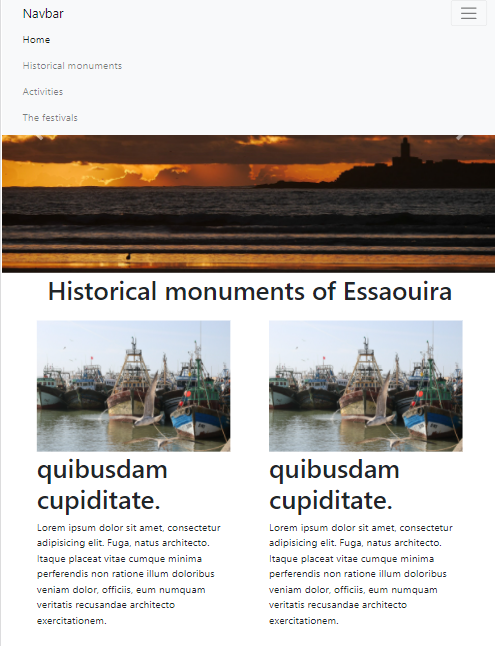 Navbar
Home
Historical monuments
Activities
The festivals
Historical monuments of Essaouira
quibusdam
cupiditate.
Lorem ipsum dolor sit amet, consectetur
adipisicing elit. Fuga, natus architecto.
Itaque placeat vitae cumque minima
perferendis non ratione illum doloribus
veniam dolor, officiis, eum numquam
veritatis recusandae architecto
exercitationem.
quibusdam
cupiditate.
Lorem ipsum dolor sit amet, consectetur
adipisicing elit. Fuga, natus architecto.
Itaque placeat vitae cumque minima
perferendis non ratione illum doloribus
veniam dolor, officiis, eum numquam
veritatis recusandae architecto
exercitationem.